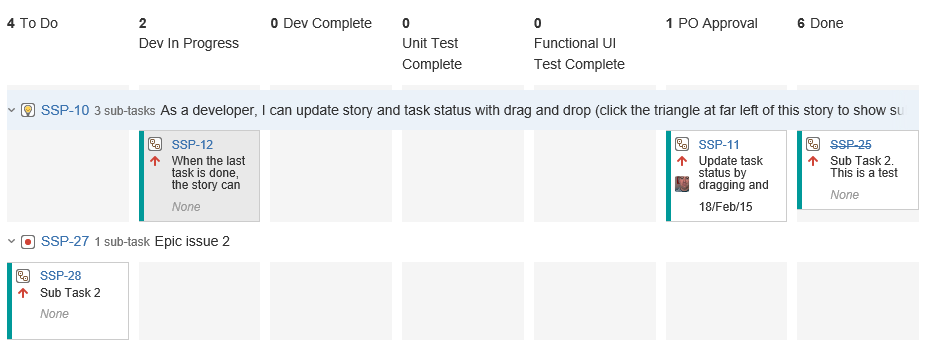 4 To Do
2
Dev In Progress
0 Dev Complete
0
Unit Test
Complete
0
Functional UI
Test Complete
1 PO Approval
6 Done
SSP-10 3 sub-tasks As a developer, I can update story and task status with drag and drop (click the triangle at far left of this story to show su
SSP-12
When the last
task is done,
the story can
None
SSP-11
Update task
status by
dragging and
18/Feb/15
SSP-25
Sub Task 2.
This is a test
None
SSP-27 1 sub-task Epic issue 2
SSP-28
Sub Task 2
None